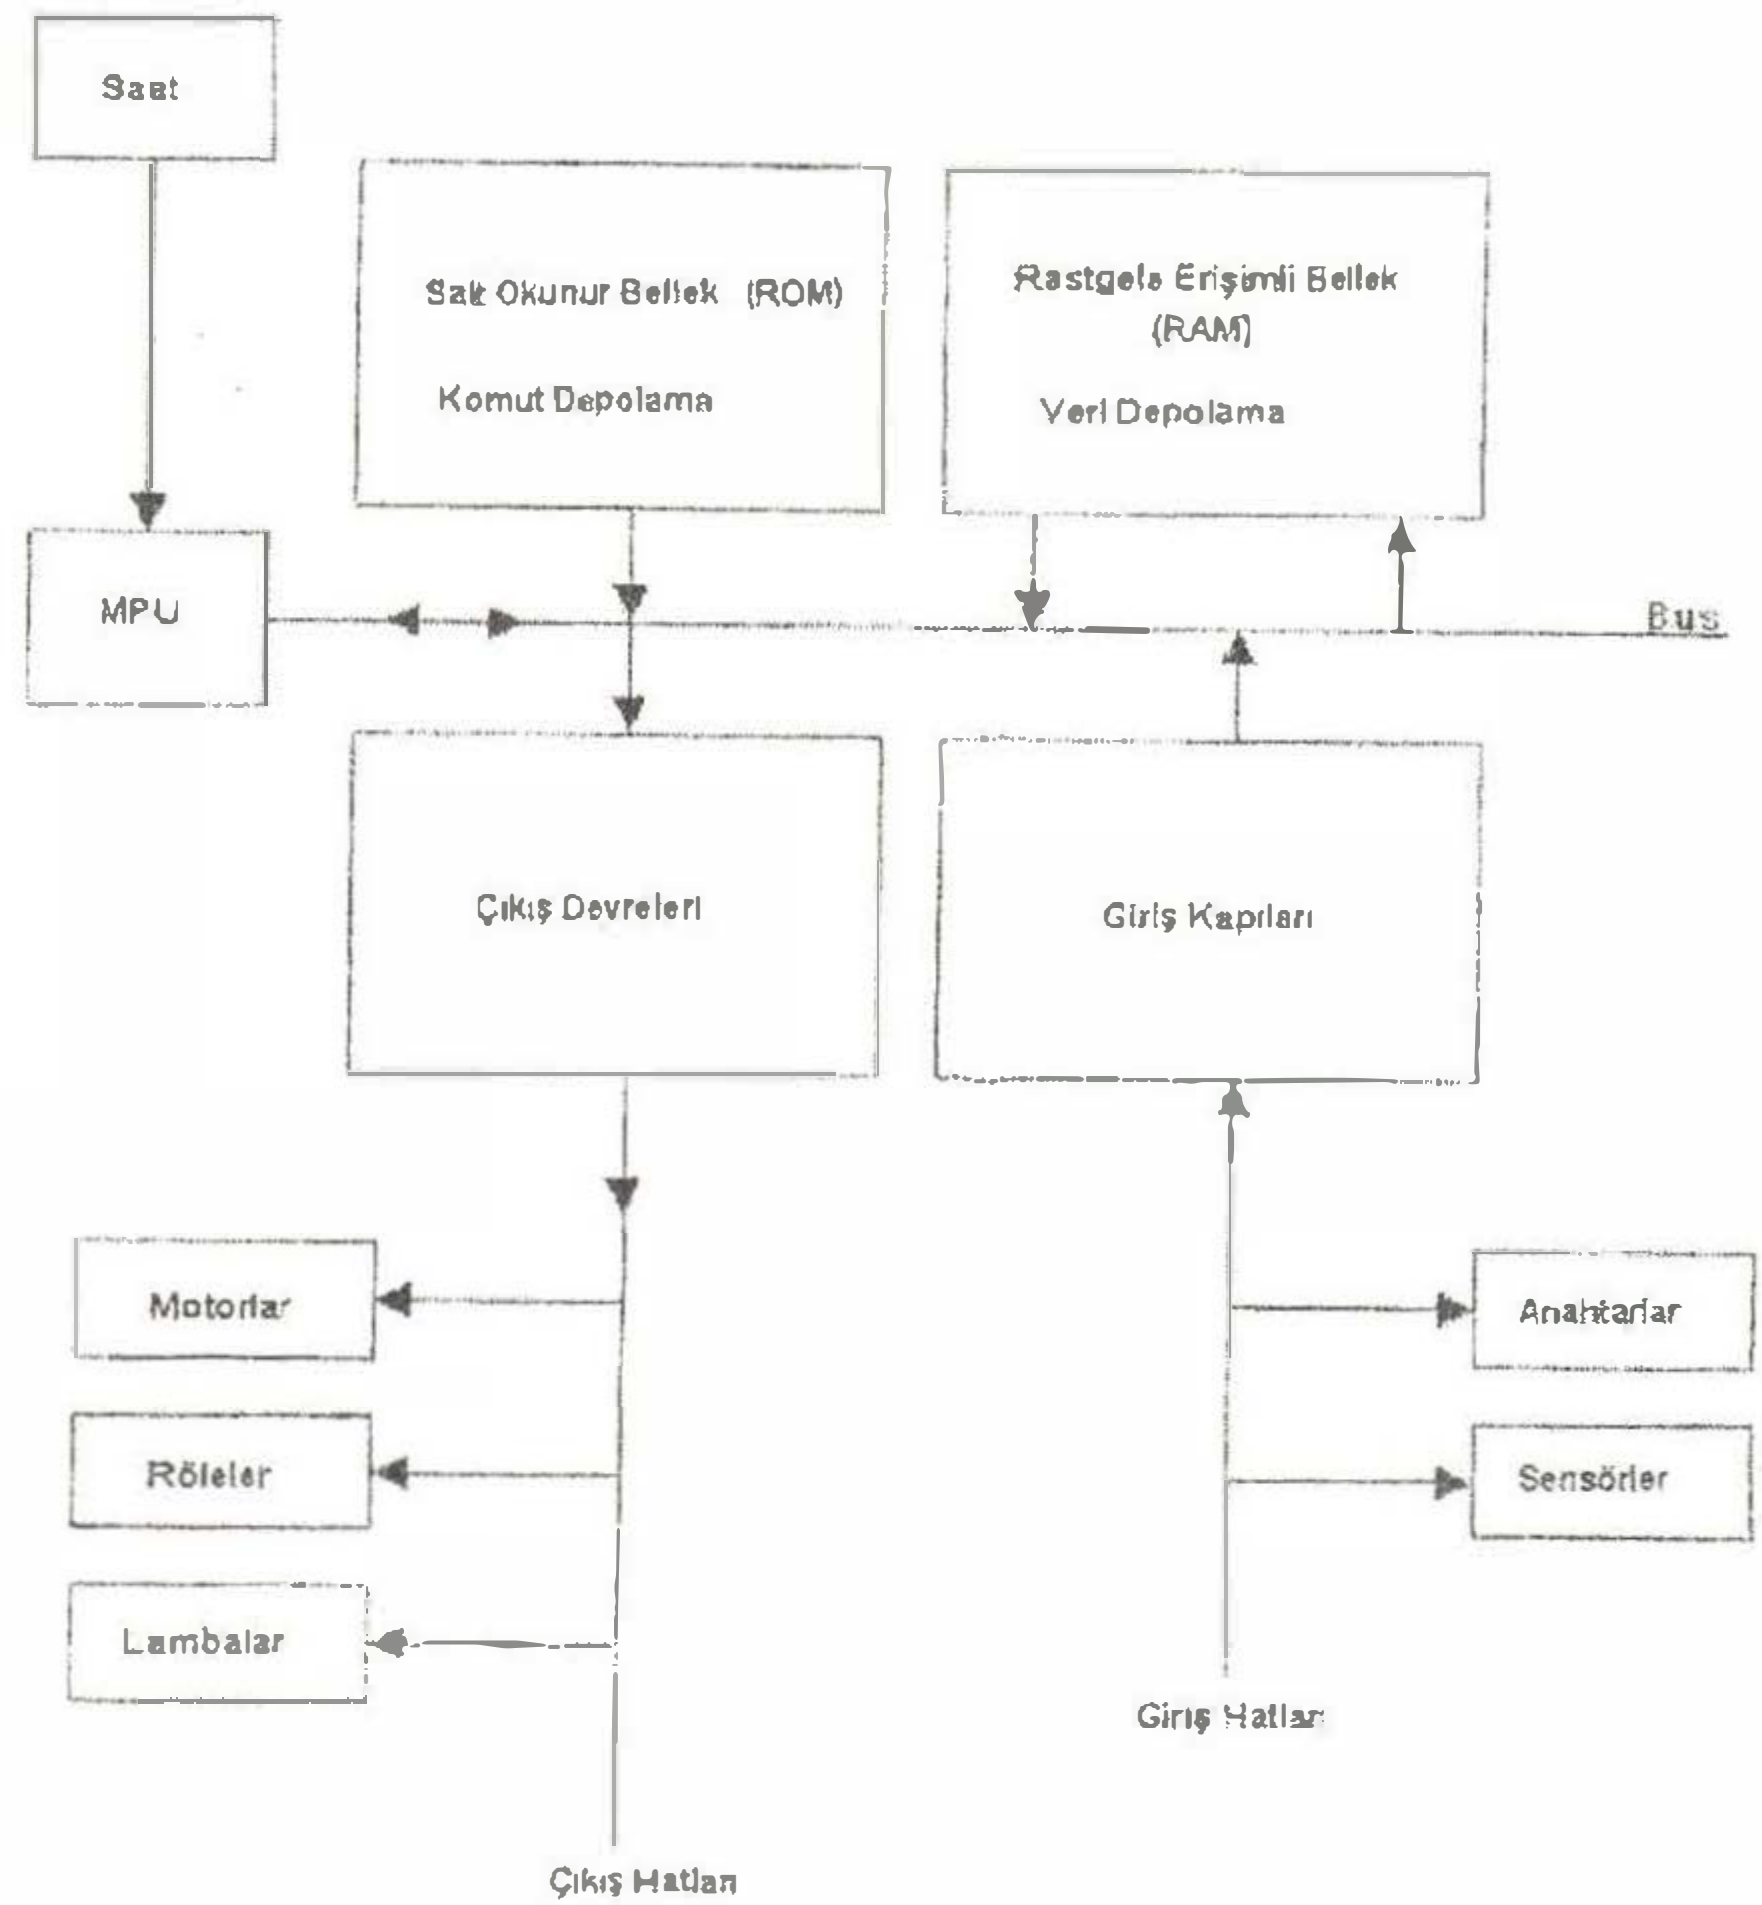 Saat
Salt Okunur Bellek (ROM)
Komut Depolama
Rastgele Erişimli Bellek
(RAM)
Veri Depolama
MPU
Bus
Çıkış Devreleri
Giriş Kapıları
Motorlar
Röleler
Lambalar
Anahtarlar
Sensörler
Giriş Hatları
Çıkış Hatları